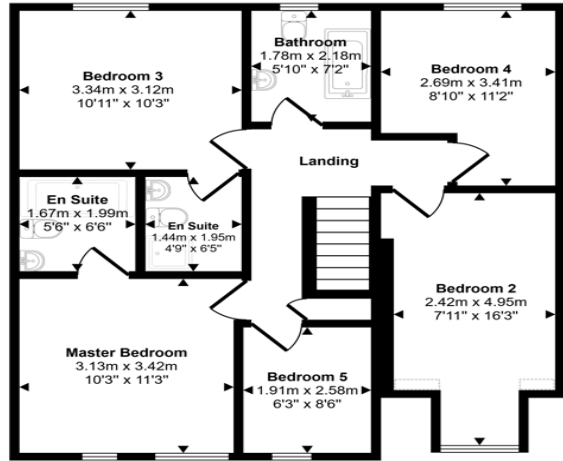 Bedroom 3
3.34m x 3.12m
10'11" x 10'3"
Bathroom
1.78m x 2.18m
5'10" x 7'2"
Bedroom 4
2.69m x 3.41m
8'10" x 11'2"
Landing
En Suite
1.67m x 1.99m
5'6" x 6'6"
En Suite
1.44m x 1.95m
4'9" x 6'5"
Bedroom 2
2.42m x 4.95m
7'11" x 16'3"
Master Bedroom
3.13m x 3.42m
10'3" x 11'3"
Bedroom 5
1.91m x 2.58m
6'3" x 8'6"